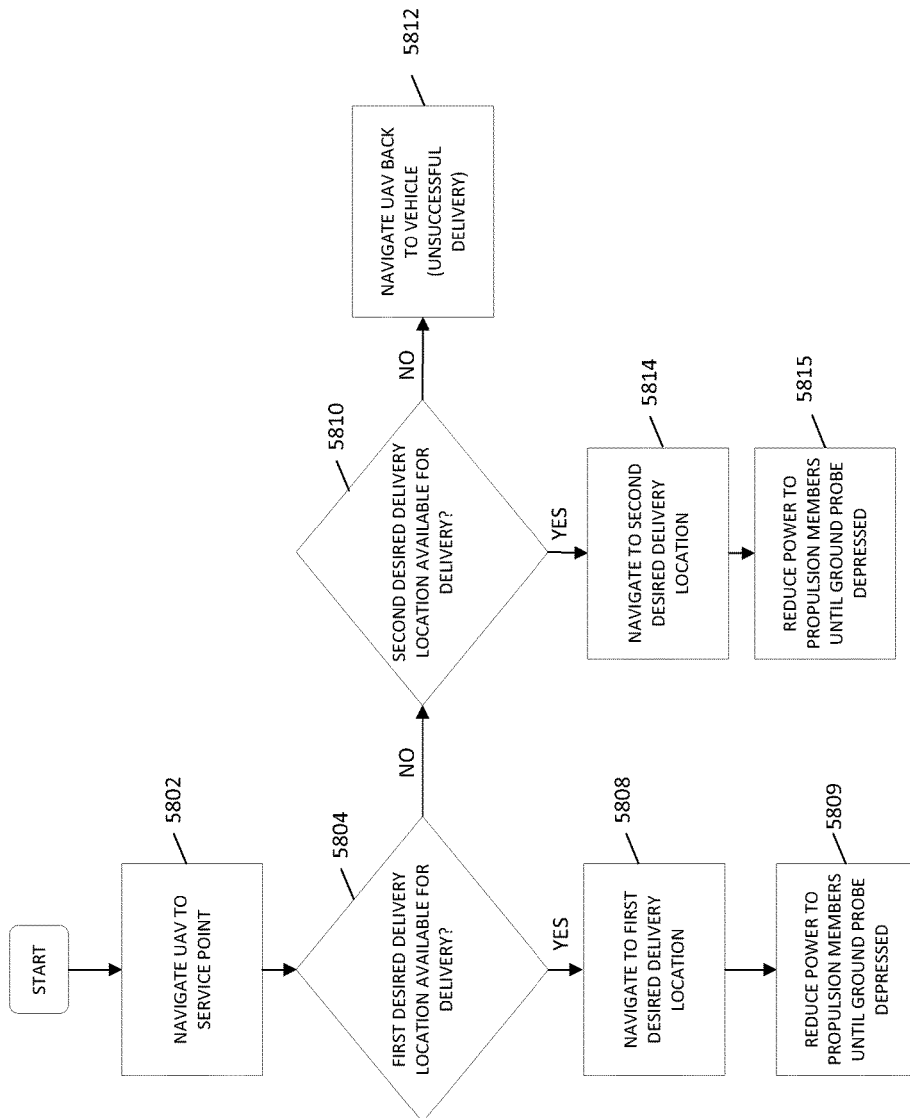 START
5802
NAVIGATE UAV TO
SERVICE POINT
5804
FIRST DESIRED DELIVERY
LOCATION AVAILABLE FOR
DELIVERY?
NO
YES
5808
NAVIGATE TO FIRST
DESIRED DELIVERY
LOCATION
5809
REDUCE POWER TO
PROPULSION MEMBERS
UNTIL GROUND PROBE
DEPRESSED
5810
SECOND DESIRED DELIVERY
LOCATION AVAILABLE FOR
DELIVERY?
NO
YES
5812
NAVIGATE UAV BACK
TO VEHICLE
(UNSUCCESSFUL
DELIVERY)
5814
NAVIGATE TO SECOND
DESIRED DELIVERY
LOCATION
5815
REDUCE POWER TO
PROPULSION MEMBERS
UNTIL GROUND PROBE
DEPRESSED